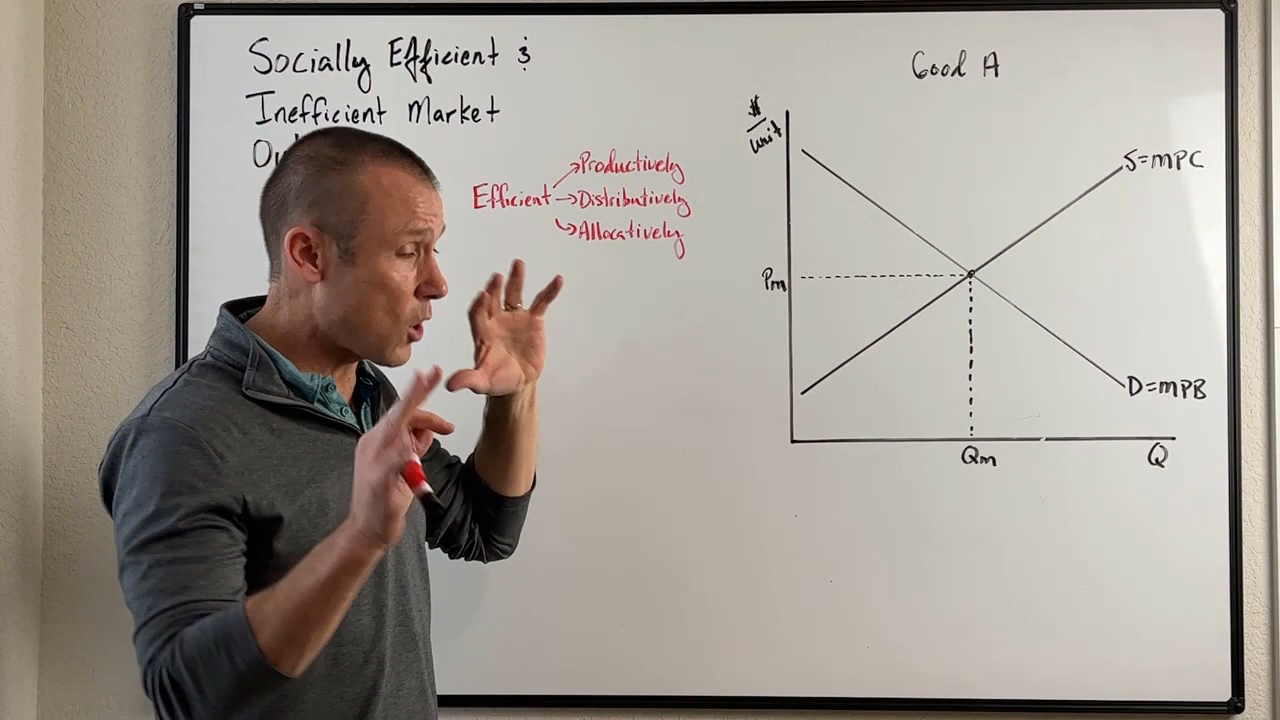 Socially Efficient &
Inefficient Market
Efficient
Productively
Distributively
Allocatively
Good A
$/unit
S=MPC
Pm
D=MPB
Qm
Q